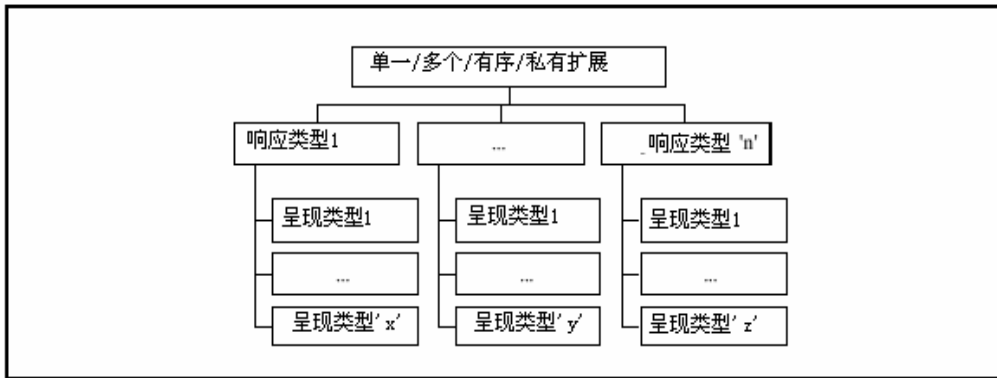 单一/多个/有序/私有扩展
响应类型1
...
响应类型 'n'
呈现类型1
呈现类型1
呈现类型1
...
...
...
呈现类型' x'
呈现类型' y'
呈现类型' z'